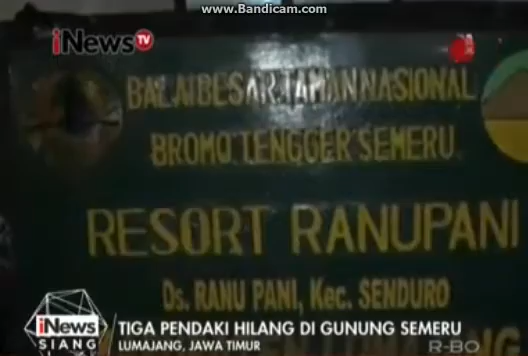 www.Bandicam.com
iNews TV
BALAI BESAR TAMAN NASIONAL
BROMO TENGGER SEMERU
RESORT RANUPANI
Ds. RANU PANI, Kec. SENDURO
iNews
SIANG
TIGA PENDAKI HILANG DI GUNUNG SEMERU
LUMAJANG, JAWA TIMUR
R-BO